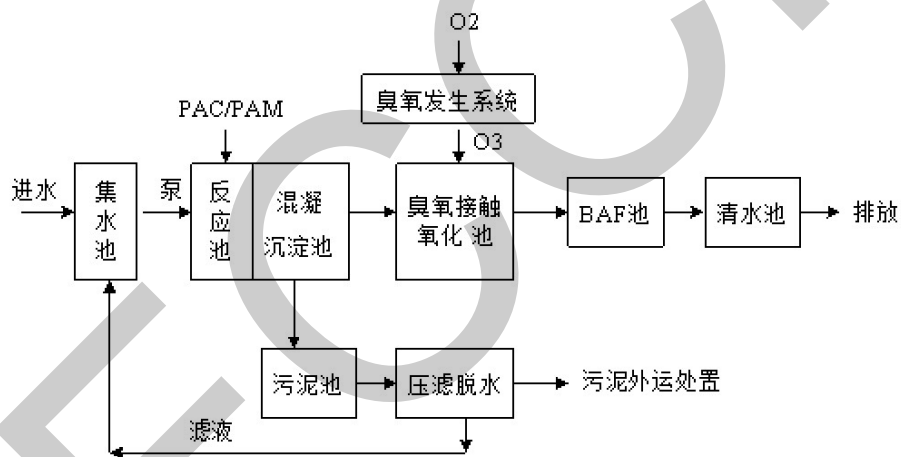 O2
臭氧发生系统
PAC/PAM
O3
进水
集
水
池
泵
反
应
池
混凝
沉淀池
臭氧接触
氧化 池
BAF池
清水池
排放
污泥池
压滤脱水
污泥外运处置
滤液